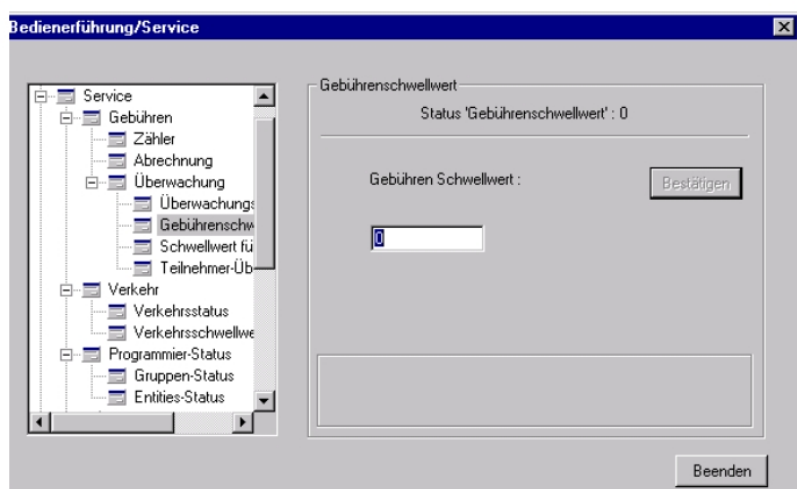 Bedienerführung/Service
Service
Gebühren
Zähler
Abrechnung
Überwachung
Überwachungs
Gebührenschw
Schwellwert fü
Teilnehmer-Üb
Verkehr
Verkehrsstatus
Verkehrsschwellwe
Programmier-Status
Gruppen-Status
Entities-Status
Gebührenschwellwert
Status 'Gebührenschwellwert' : 0
Gebühren Schwellwert :
Bestätigen
0
Beenden